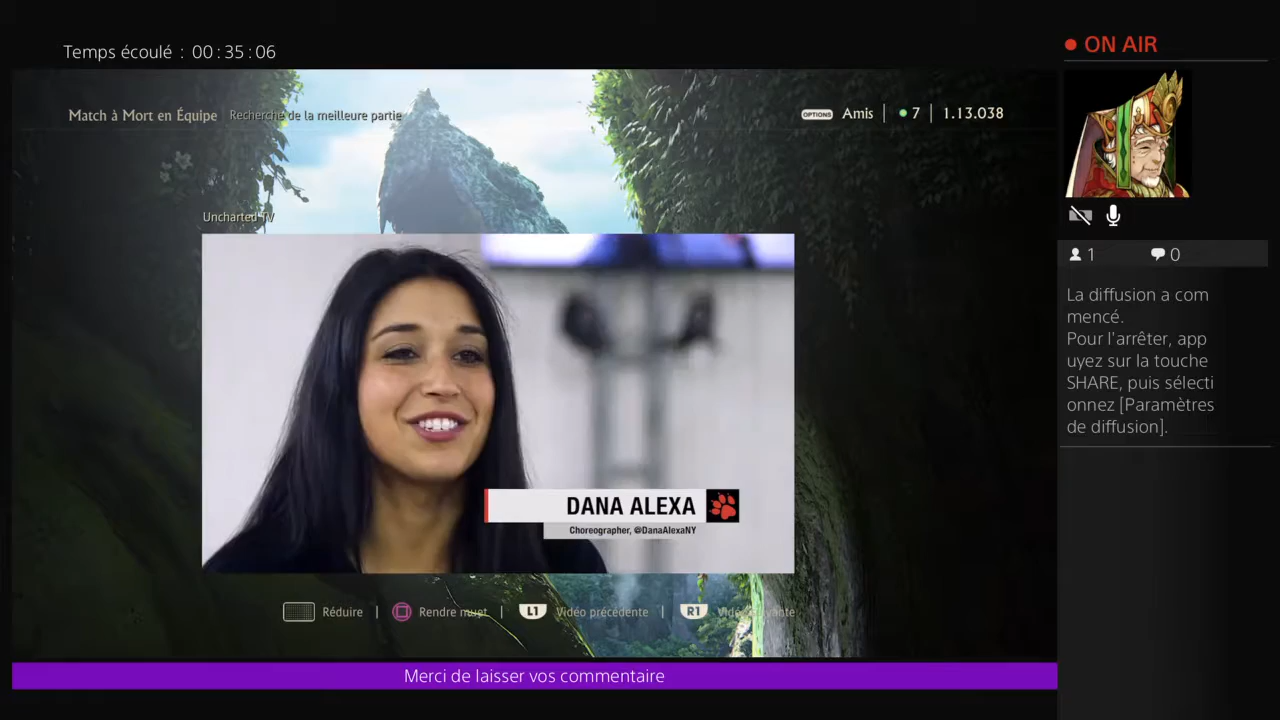 Temps écoulé : 00:35:06
ON AIR
Match à Mort en Équipe Recherche de la meilleure partie
OPTIONS Amis | 7 | 1.13.038
Uncharted TV
1 0
La diffusion a com
mencé.
Pour l'arrêter, app
uyez sur la touche
SHARE, puis sélecti
onnez [Paramètres
de diffusion].
DANA ALEXA
Choreographer, @DanaAlexaNY
Réduire | Rendre muet | L1 Vidéo précédente | R1 Vidéo suivante
Merci de laisser vos commentaire